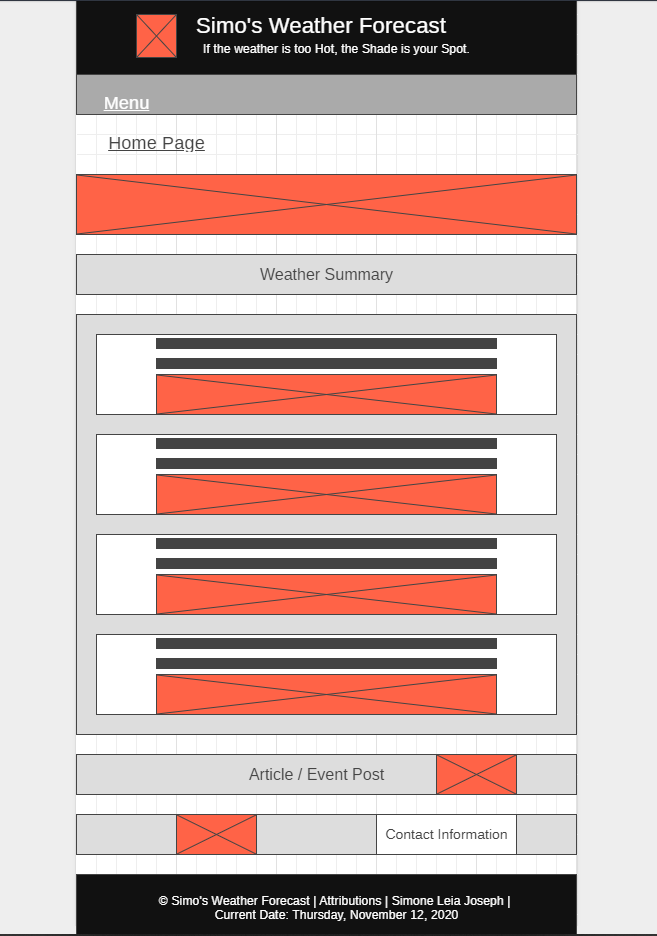 Simo's Weather Forecast
If the weather is too Hot, the Shade is your Spot.
Menu
Home Page
Weather Summary
Article / Event Post
Contact Information
© Simo's Weather Forecast | Attributions | Simone Leia Joseph |
Current Date: Thursday, November 12, 2020